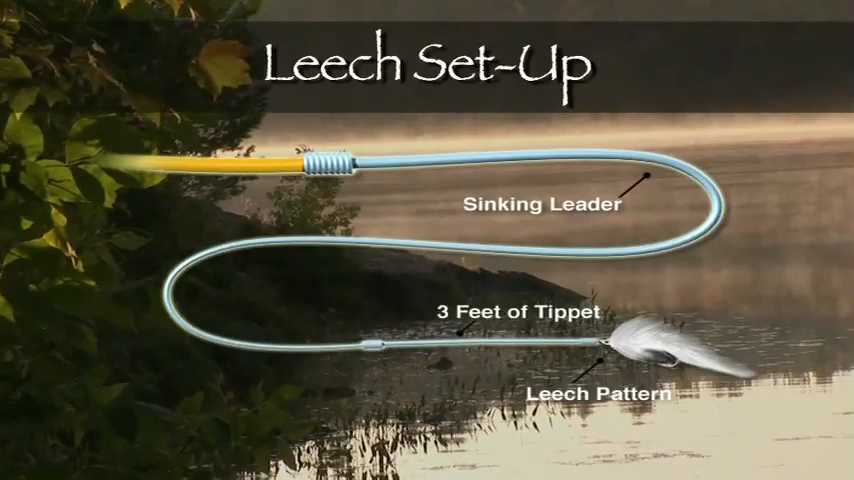 Leech Set-Up
Sinking Leader
3 Feet of Tippet
Leech Pattern